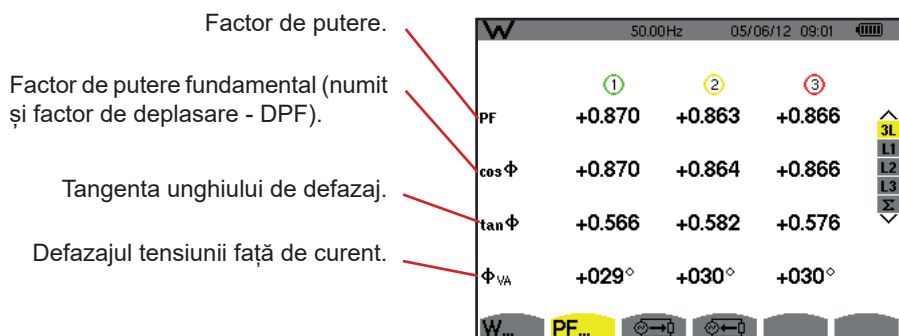 Factor de putere.
Factor de putere fundamental (numit
și factor de deplasare - DPF).
Tangenta unghiului de defazaj.
Defazajul tensiunii față de curent.
W 50.00Hz 05/06/12 09:01
1 2 3
PF +0.870 +0.863 +0.866
cosΦ +0.870 +0.864 +0.866
tanΦ +0.566 +0.582 +0.576
ΦVA +029° +030° +030°
3L
L1
L2
L3
Σ
W... PF...